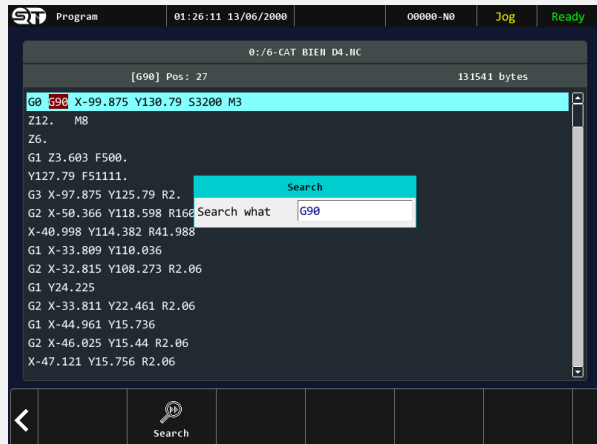 Program 01:26:11 13/06/2000 O0000-N0 Jog Ready
0:/6-CAT BIEN D4.NC
[G90] Pos: 27 131541 bytes
G0 G90 X-99.875 Y130.79 S3200 M3
Z12. M8
Z6.
G1 Z3.603 F500.
Y127.79 F51111.
G3 X-97.875 Y125.79 R2.
G2 X-50.366 Y118.598 R160
X-40.998 Y114.382 R41.988
G1 X-33.809 Y110.036
G2 X-32.815 Y108.273 R2.06
G1 Y24.225
G2 X-33.811 Y22.461 R2.06
G1 X-44.961 Y15.736
G2 X-46.025 Y15.44 R2.06
X-47.121 Y15.756 R2.06
Search
Search what G90
Search